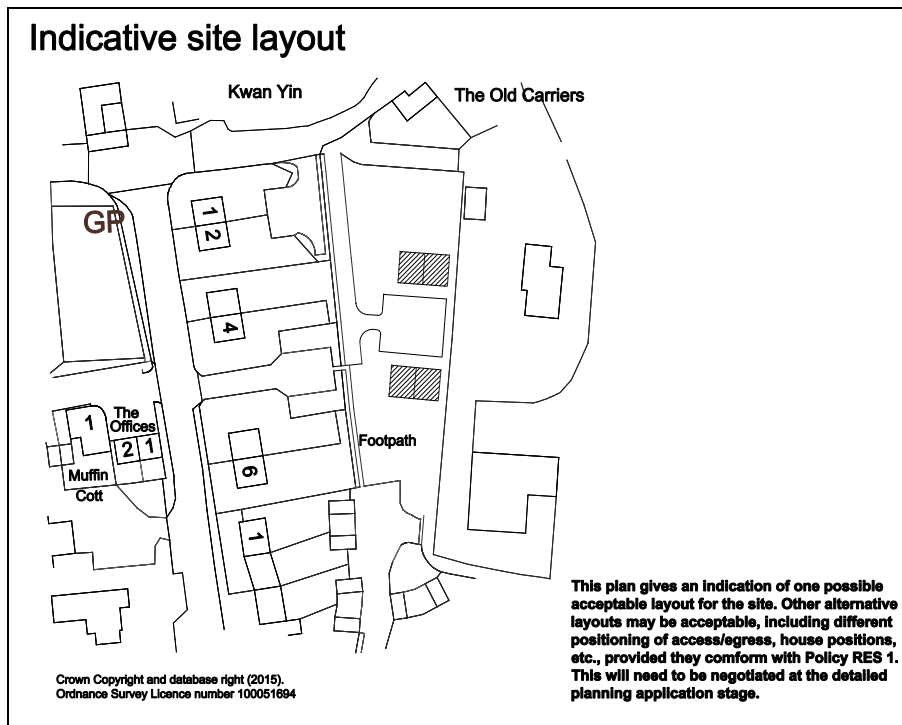 Indicative site layout
Kwan Yin
The Old Carriers
GP
1
2
4
1
The
Offices
2 1
Muffin
Cott
6
Footpath
1
This plan gives an indication of one possible
acceptable layout for the site. Other alternative
layouts may be acceptable, including different
positioning of access/egress, house positions,
etc., provided they comform with Policy RES 1.
This will need to be negotiated at the detailed
planning application stage.
Crown Copyright and database right (2015).
Ordnance Survey Licence number 100051694